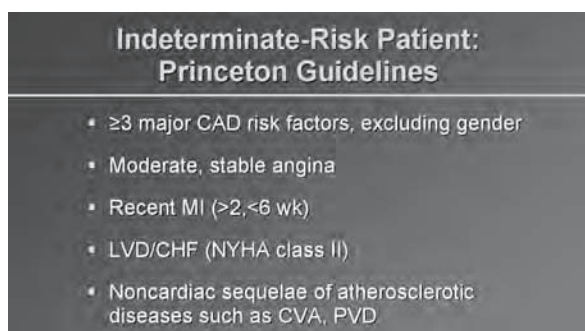 Indeterminate-Risk Patient:
Princeton Guidelines
▪ ≥3 major CAD risk factors, excluding gender
▪ Moderate, stable angina
▪ Recent MI (>2,<6 wk)
▪ LVD/CHF (NYHA class II)
▪ Noncardiac sequelae of atherosclerotic
diseases such as CVA, PVD